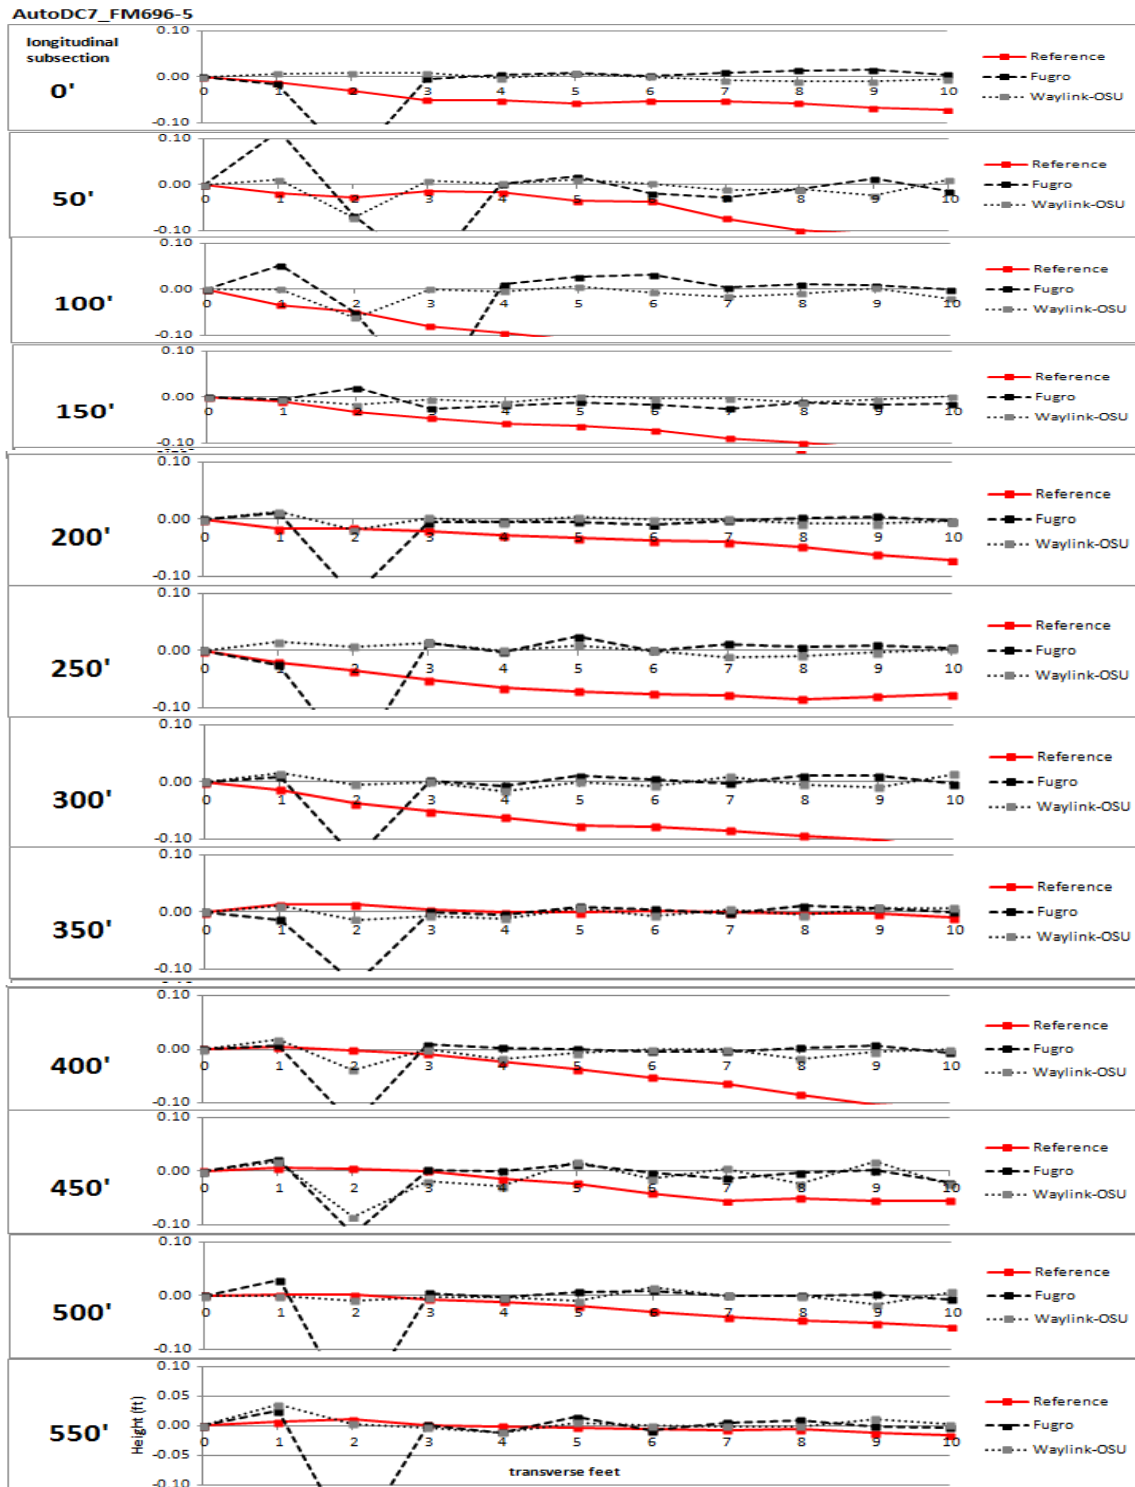 AutoDC7_FM696-5
longitudinal
subsection
0'
0.10
0.00
-0.10
0 1 2 3 4 5 6 7 8 9 10
Reference
Fugro
Waylink-OSU
50'
0.10
0.00
-0.10
0 1 2 3 4 5 6 7 8 9 10
Reference
Fugro
Waylink-OSU
100'
0.10
0.00
-0.10
0 1 2 3 4 5 6 7 8 9 10
Reference
Fugro
Waylink-OSU
150'
0.10
0.00
-0.10
0 1 2 3 4 5 6 7 8 9 10
Reference
Fugro
Waylink-OSU
200'
0.10
0.00
-0.10
0 1 2 3 4 5 6 7 8 9 10
Reference
Fugro
Waylink-OSU
250'
0.10
0.00
-0.10
0 1 2 3 4 5 6 7 8 9 10
Reference
Fugro
Waylink-OSU
300'
0.10
0.00
-0.10
0 1 2 3 4 5 6 7 8 9 10
Reference
Fugro
Waylink-OSU
350'
0.10
0.00
-0.10
0 1 2 3 4 5 6 7 8 9 10
Reference
Fugro
Waylink-OSU
400'
0.10
0.00
-0.10
0 1 2 3 4 5 6 7 8 9 10
Reference
Fugro
Waylink-OSU
450'
0.10
0.00
-0.10
0 1 2 3 4 5 6 7 8 9 10
Reference
Fugro
Waylink-OSU
500'
0.10
0.00
-0.10
0 1 2 3 4 5 6 7 8 9 10
Reference
Fugro
Waylink-OSU
550'
Height (ft)
0.10
0.05
0.00
-0.05
-0.10
0 1 2 3 4 5 6 7 8 9 10
transverse feet
Reference
Fugro
Waylink-OSU